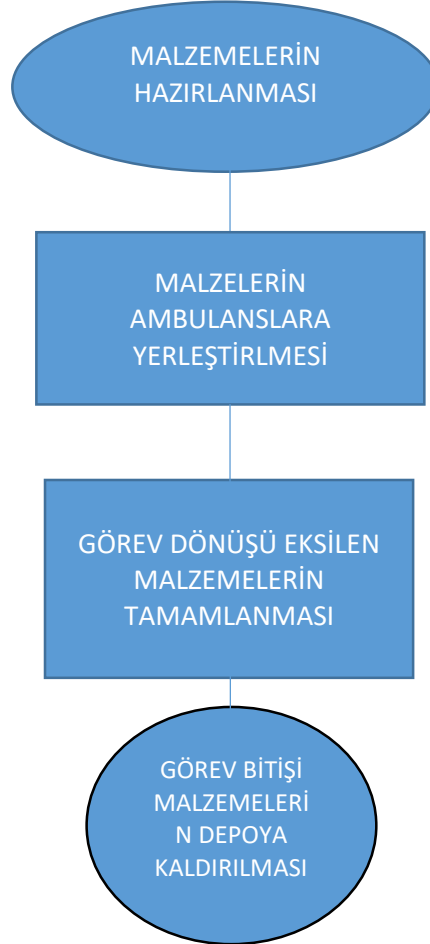 MALZEMELERİN
HAZIRLANMASI
MALZELERİN
AMBULANSLARA
YERLEŞTİRLMESİ
GÖREV DÖNÜŞÜ EKSİLEN
MALZEMELERİN
TAMAMLANMASI
GÖREV BİTİŞİ
MALZEMELERİ
N DEPOYA
KALDIRILMASI